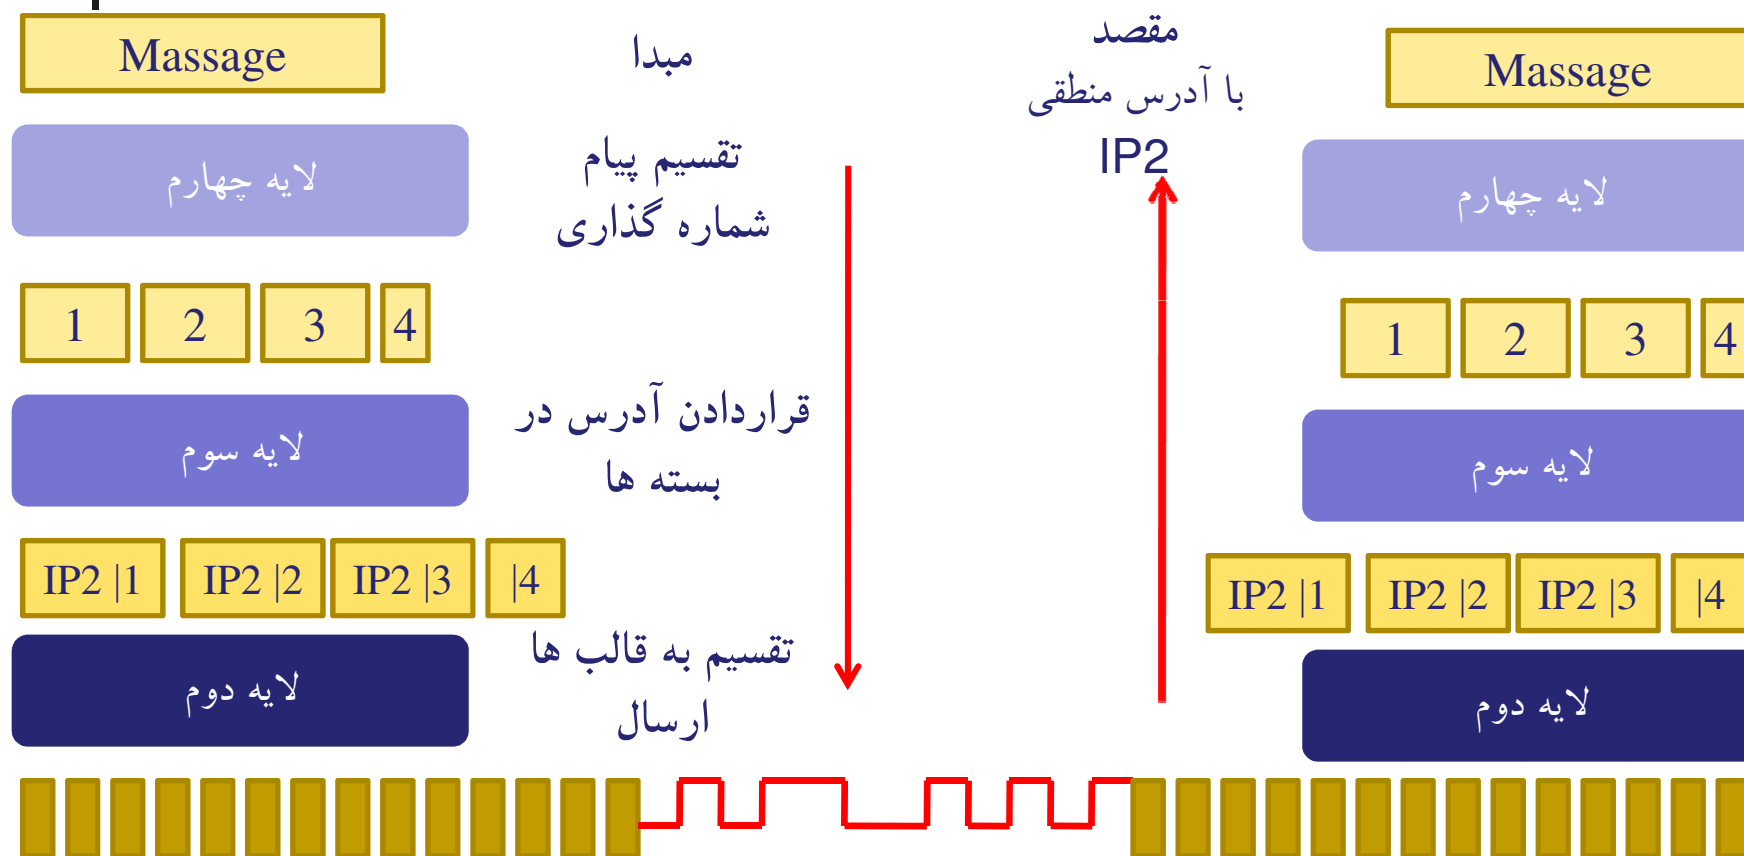 Massage
مبدا
مقصد
با آدرس منطقی
IP2
Massage
لایه چهارم
تقسیم پیام
شماره گذاری
لایه چهارم
1 2 3 4
1 2 3 4
لایه سوم
قراردادن آدرس در
بسته ها
لایه سوم
IP2 |1 IP2 |2 IP2 |3 |4
IP2 |1 IP2 |2 IP2 |3 |4
لایه دوم
تقسیم به قالب ها
ارسال
لایه دوم